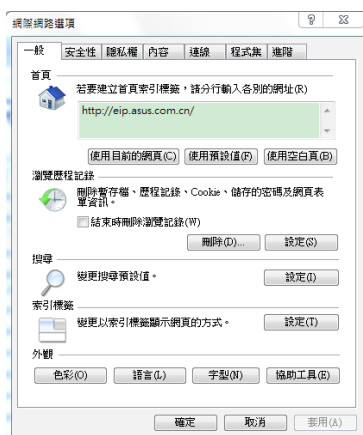 網際網路選項
一般 安全性 隱私權 內容 連線 程式集 進階
首頁
若要建立首頁索引標籤，請分行輸入各別的網址(R)
http://eip.asus.com.cn/
使用目前的網頁(C) 使用預設值(F) 使用空白頁(B)
瀏覽歷程記錄
刪除暫存檔、歷程記錄、Cookie、儲存的密碼及網頁表
單資訊。
結束時刪除瀏覽記錄(W)
刪除(D)... 設定(S)
搜尋
變更搜尋預設值。 設定(I)
索引標籤
變更以索引標籤顯示網頁的方式。 設定(T)
外觀
色彩(O) 語言(L) 字型(N) 協助工具(E)
確定 取消 套用(A)